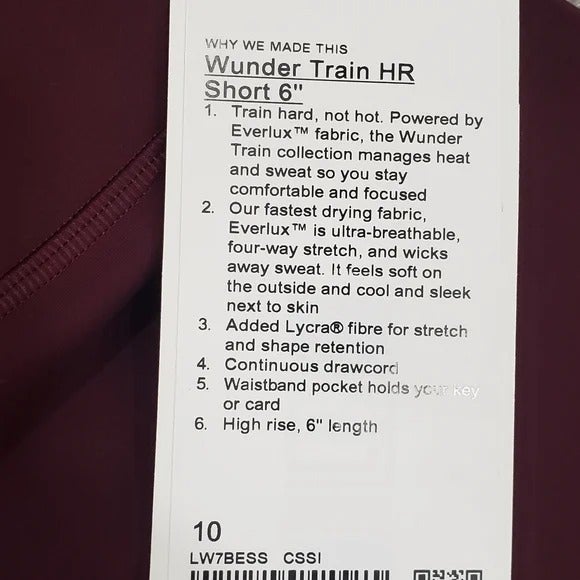 WHY WE MADE THIS
Wunder Train HR
Short 6"
1. Train hard, not hot. Powered by
Everlux™ fabric, the Wunder
Train collection manages heat
and sweat so you stay
comfortable and focused
2. Our fastest drying fabric,
Everlux™ is ultra-breathable,
four-way stretch, and wicks
away sweat. It feels soft on
the outside and cool and sleek
next to skin
3. Added Lycra® fibre for stretch
and shape retention
4. Continuous drawcord
5. Waistband pocket holds your key
or card
6. High rise, 6" length
10
LW7BESS CSSI